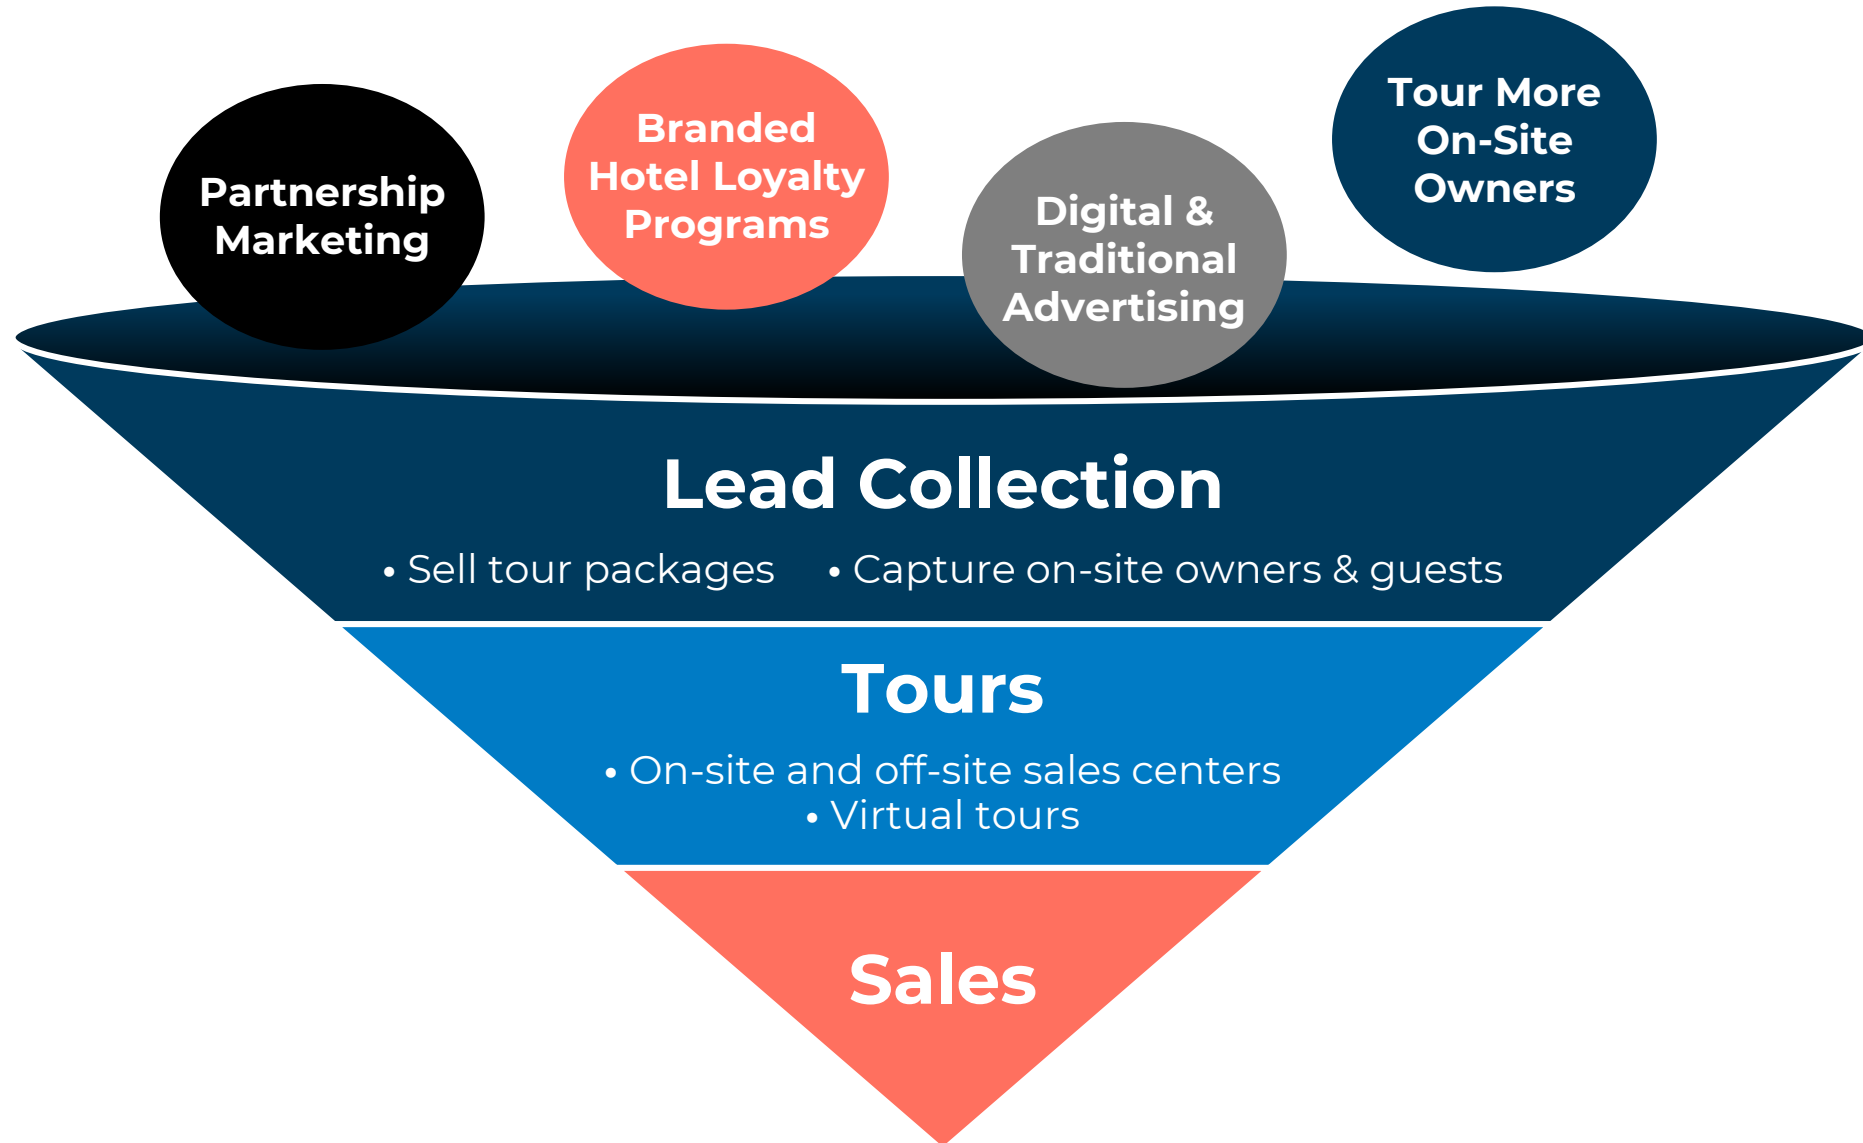 Partnership
Marketing
Branded
Hotel Loyalty
Programs
Digital &
Traditional
Advertising
Tour More
On-Site
Owners
Lead Collection
• Sell tour packages • Capture on-site owners & guests
Tours
• On-site and off-site sales centers
• Virtual tours
Sales